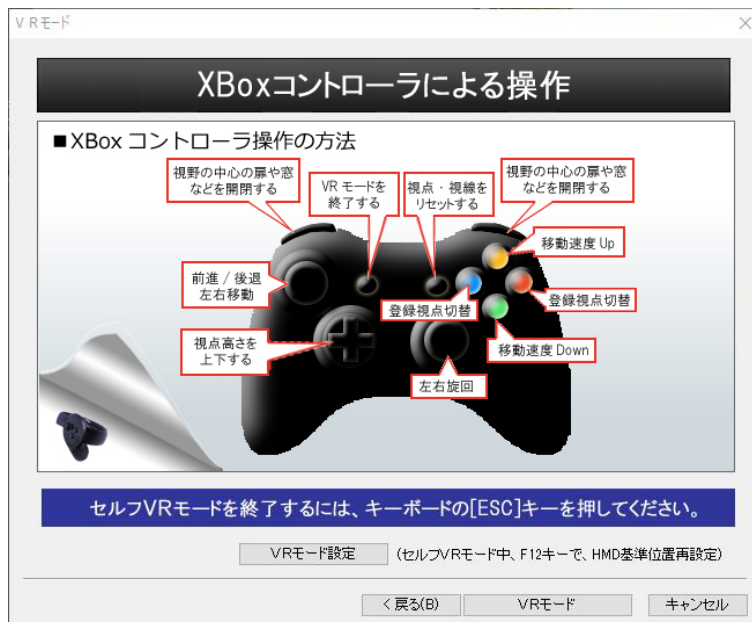 VRモード
XBoxコントローラによる操作
■XBox コントローラ操作の方法
視野の中心の扉や窓
などを開閉する
VR モードを
終了する
視点・視線を
リセットする
視野の中心の扉や窓
などを開閉する
移動速度 Up
前進 / 後退
左右移動
登録視点切替
登録視点切替
視点高さを
上下する
移動速度 Down
左右旋回
セルフVRモードを終了するには、キーボードの[ESC]キーを押してください。
VRモード設定
(セルフVRモード中、F12キーで、HMD基準位置再設定)
< 戻る(B)
VRモード
キャンセル